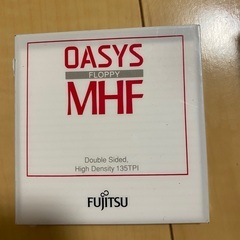 OASYS
FLOPPY
MHF
Double Sided,
High Density 135TPI
FUJITSU